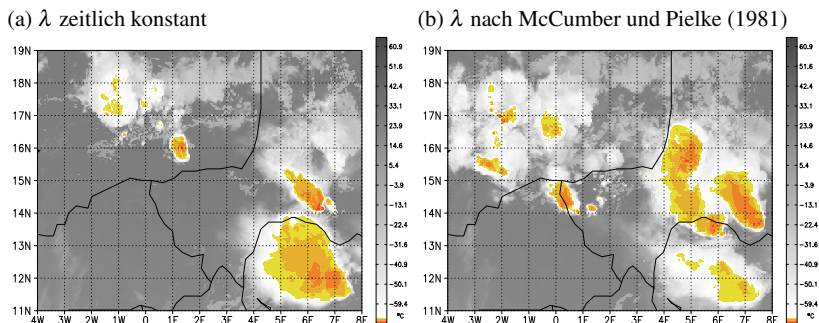 (a) λ zeitlich konstant
(b) λ nach McCumber und Pielke (1981)
19N
18N
17N
16N
15N
14N
13N
12N
11N
4W 3W 2W 1W 0 1E 2E 3E 4E 5E 6E 7E 8E
60.9
51.6
42.4
33.1
23.9
14.6
5.4
−3.9
−13.1
−22.4
−31.6
−40.9
−50.1
−59.4
°C
19N
18N
17N
16N
15N
14N
13N
12N
11N
4W 3W 2W 1W 0 1E 2E 3E 4E 5E 6E 7E 8E
60.9
51.6
42.4
33.1
23.9
14.6
5.4
−3.9
−13.1
−22.4
−31.6
−40.9
−50.1
−59.4
°C